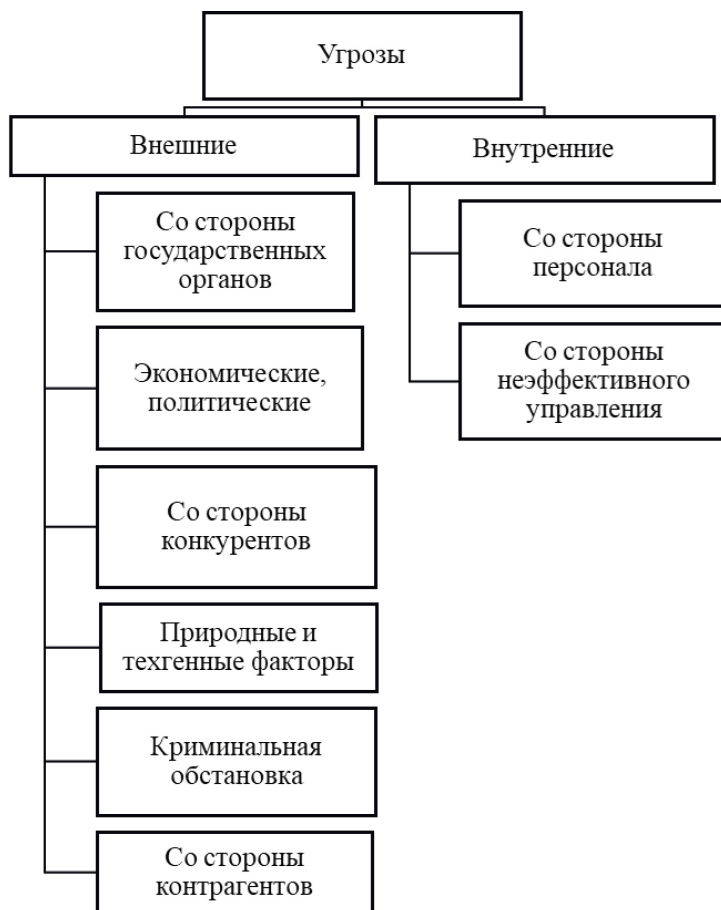 Угрозы
Внешние
Со стороны
государственных
органов
Экономические,
политические
Со стороны
конкурентов
Природные и
техгенные факторы
Криминальная
обстановка
Со стороны
контрагентов
Внутренние
Со стороны
персонала
Со стороны
неэффективного
управления